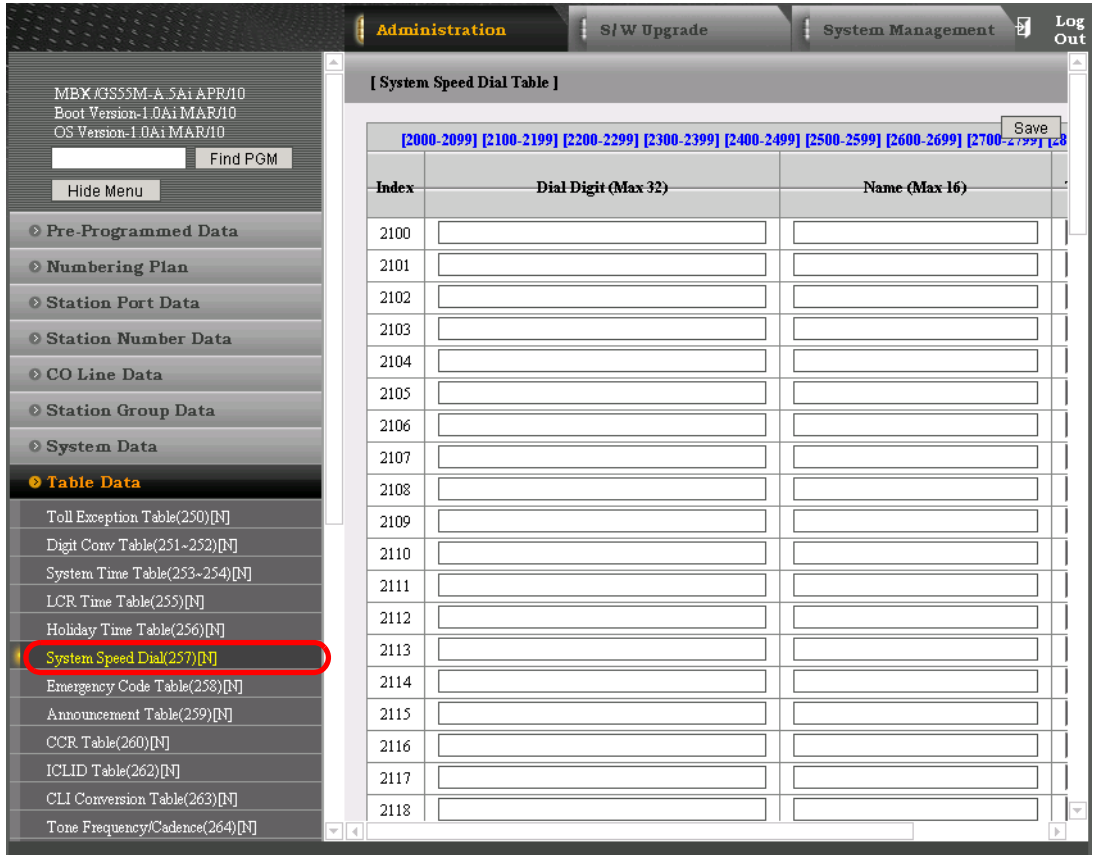 Administration
S/W Upgrade
System Management
Log Out
MBX /GS55M-A.5Ai APR/10
Boot Version-1.0Ai MAR/10
OS Version-1.0Ai MAR/10
Find PGM
Hide Menu
Pre-Programmed Data
Numbering Plan
Station Port Data
Station Number Data
CO Line Data
Station Group Data
System Data
Table Data
Toll Exception Table(250)[N]
Digit Conv Table(251~252)[N]
System Time Table(253~254)[N]
LCR Time Table(255)[N]
Holiday Time Table(256)[N]
System Speed Dial(257)[N]
Emergency Code Table(258)[N]
Announcement Table(259)[N]
CCR Table(260)[N]
ICLID Table(262)[N]
CLI Conversion Table(263)[N]
Tone Frequency/Cadence(264)[N]
[ System Speed Dial Table ]
Save
[2000-2099] [2100-2199] [2200-2299] [2300-2399] [2400-2499] [2500-2599] [2600-2699] [2700-2799] [28
Index Dial Digit (Max 32) Name (Max 16)
2100
2101
2102
2103
2104
2105
2106
2107
2108
2109
2110
2111
2112
2113
2114
2115
2116
2117
2118